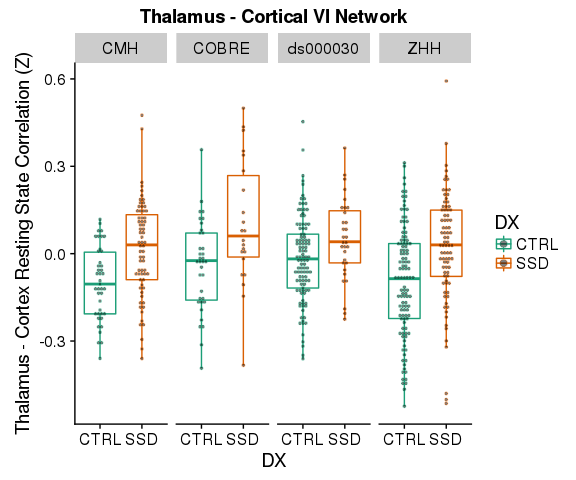 Thalamus - Cortical VI Network
CMH COBRE ds000030 ZHH
Thalamus - Cortex Resting State Correlation (Z)
0.6
0.3
0.0
-0.3
CTRL SSD CTRL SSD CTRL SSD CTRL SSD
DX
DX
CTRL
SSD